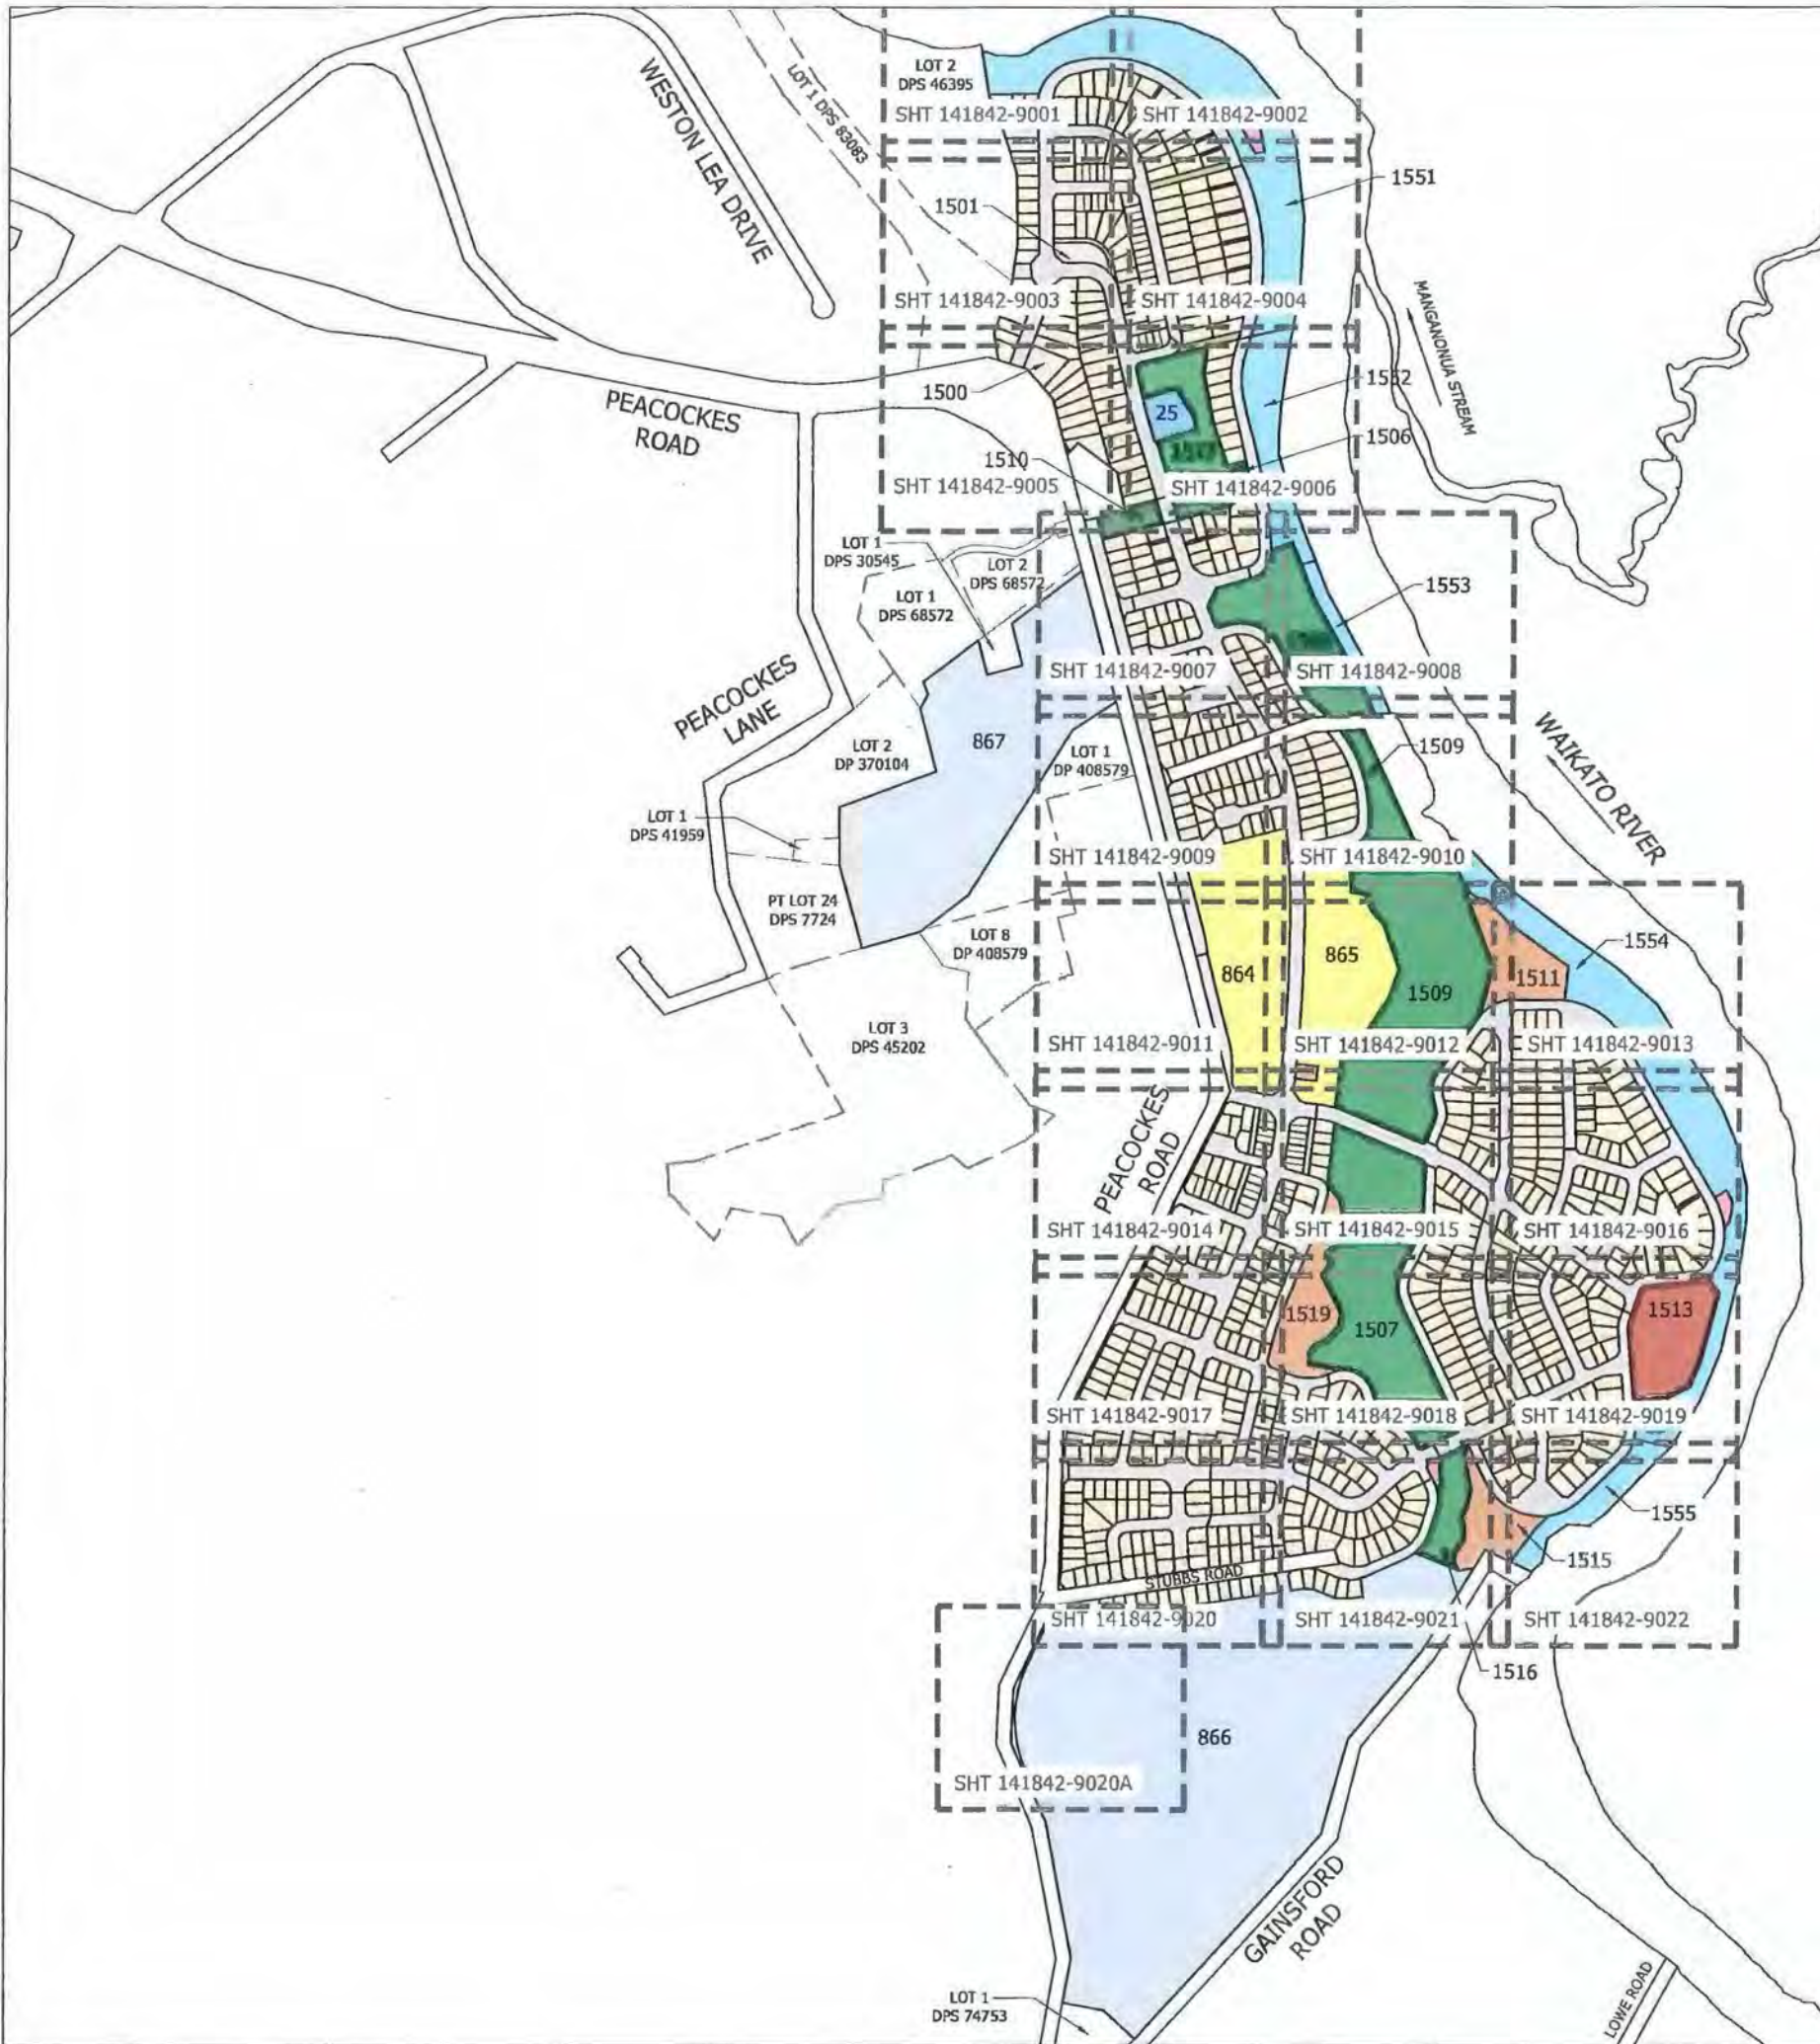 LOT 2
DPS 46395
WESTON LEA DRIVE
LOT 1 DPS 83083
SHT 141842-9001
SHT 141842-9002
1551
1501
SHT 141842-9003
SHT 141842-9004
MANGANONUA STREAM
1500
1552
PEACOCKES
ROAD
25
1506
1510
SHT 141842-9005
SHT 141842-9006
LOT 1
DPS 30545
LOT 2
DPS 68572
LOT 1
DPS 68572
1553
SHT 141842-9007
SHT 141842-9008
PEACOCKES
LANE
867
LOT 2
DP 370104
LOT 1
DP 408579
1509
WAIKATO RIVER
LOT 1
DPS 41959
SHT 141842-9009
SHT 141842-9010
PT LOT 24
DPS 7724
LOT 8
DP 408579
864
865
1509
1511
1554
LOT 3
DPS 45202
SHT 141842-9011
SHT 141842-9012
SHT 141842-9013
PEACOCKES
ROAD
SHT 141842-9014
SHT 141842-9015
SHT 141842-9016
1519
1507
1513
SHT 141842-9017
SHT 141842-9018
SHT 141842-9019
1555
1515
STUBBS ROAD
SHT 141842-9020
SHT 141842-9021
SHT 141842-9022
1516
866
SHT 141842-9020A
GAINSFORD
ROAD
LOT 1
DPS 74753
LOWE ROAD